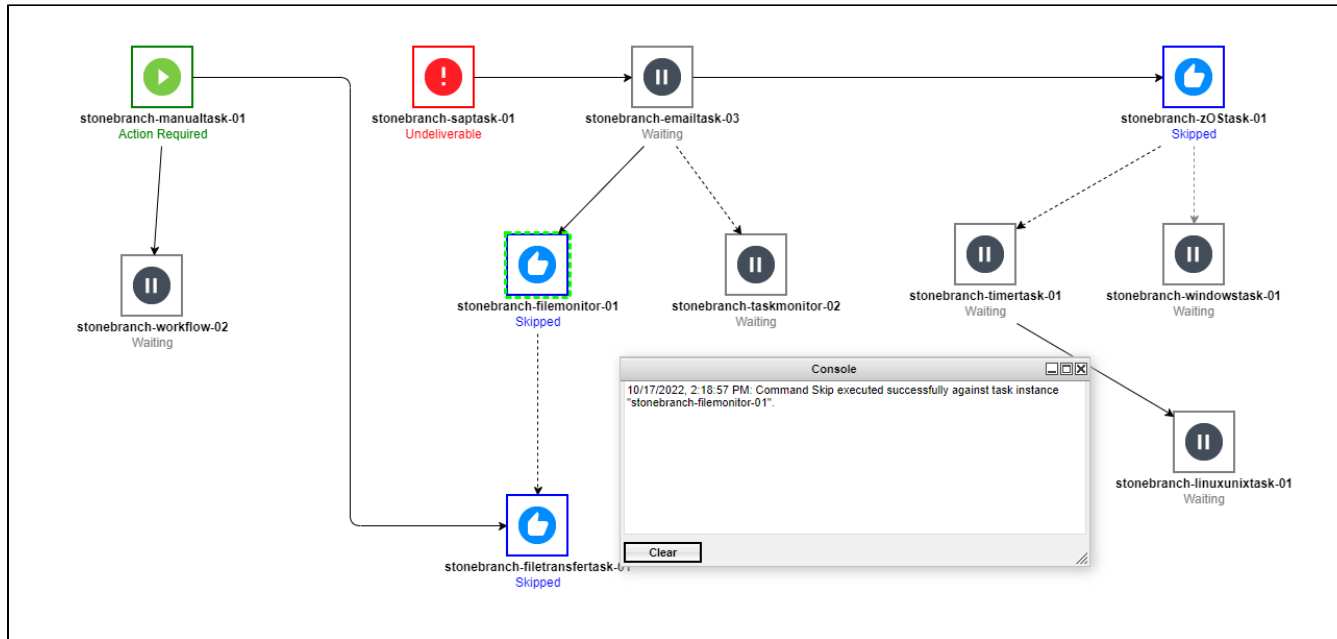 stonebranch-manualtask-01
Action Required
stonebranch-saptask-01
Undeliverable
stonebranch-emailtask-03
Waiting
stonebranch-zOStask-01
Skipped
stonebranch-workflow-02
Waiting
stonebranch-filemonitor-01
Skipped
stonebranch-taskmonitor-02
Waiting
stonebranch-timertask-01
Waiting
stonebranch-windowstask-01
Waiting
Console
10/17/2022, 2:18:57 PM: Command Skip executed successfully against task instance
"stonebranch-filemonitor-01".
Clear
stonebranch-linuxunixtask-01
Waiting
stonebranch-filetransfertask-01
Skipped